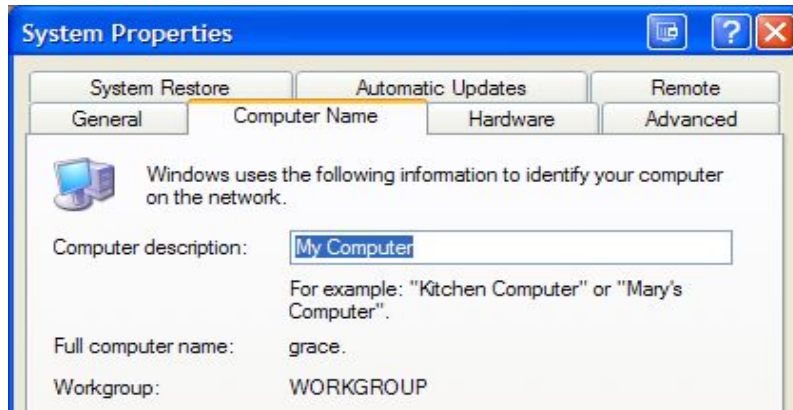 System Properties
System Restore Automatic Updates Remote
General Computer Name Hardware Advanced
Windows uses the following information to identify your computer
on the network.
Computer description: My Computer
For example: "Kitchen Computer" or "Mary's
Computer".
Full computer name: grace.
Workgroup: WORKGROUP